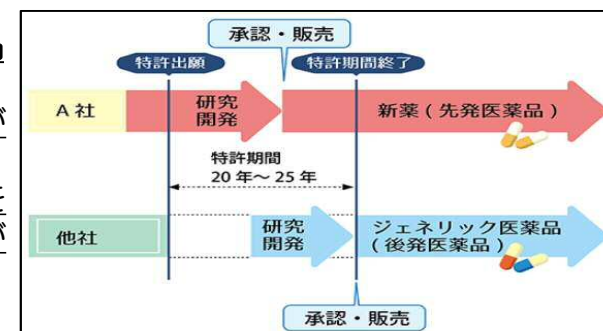 承認・販売
特許出願
特許期間終了
A社
研究
開発
新薬(先発医薬品)
が
特許期間
20年~25年
と
が
他社
研究
開発
ジェネリック医薬品
(後発医薬品)
承認・販売